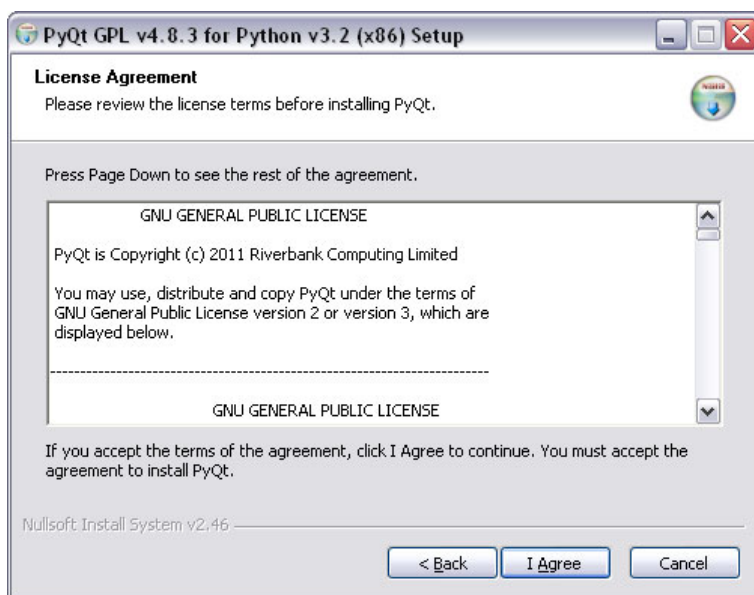 PyQt GPL v4.8.3 for Python v3.2 (x86) Setup
License Agreement
Please review the license terms before installing PyQt.
Press Page Down to see the rest of the agreement.
GNU GENERAL PUBLIC LICENSE
PyQt is Copyright (c) 2011 Riverbank Computing Limited
You may use, distribute and copy PyQt under the terms of
GNU General Public License version 2 or version 3, which are
displayed below.
-------------------------------------------------------------------------
GNU GENERAL PUBLIC LICENSE
If you accept the terms of the agreement, click I Agree to continue. You must accept the
agreement to install PyQt.
Nullsoft Install System v2.46
< Back
I Agree
Cancel